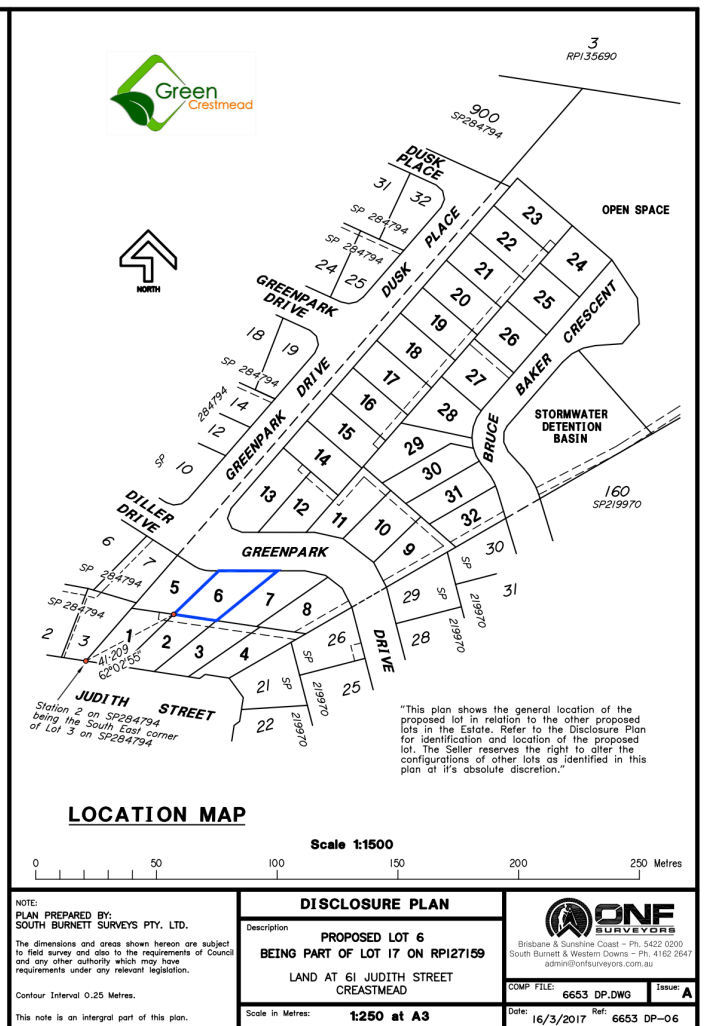 Green
Crestmead
3
RP135690
900
SP284794
DUSK
PLACE
31
32
SP 284794
SP 284794
24
25
DUSK PLACE
23
22
21
20
19
18
17
16
15
14
13
12
11
10
9
OPEN SPACE
24
25
26
27
28
29
30
31
32
BRUCE BAKER CRESCENT
STORMWATER
DETENTION
BASIN
160
SP219970
NORTH
GREENPARK
DRIVE
18
19
SP 284794
284794
14
12
SP
10
GREENPARK DRIVE
DILLER
DRIVE
6
7
SP 284794
SP 284794
2
3
GREENPARK
DRIVE
5
6
7
8
1
2
3
4
41·209
62°02'55"
JUDITH STREET
Station 2 on SP284794
being the South East corner
of Lot 3 on SP284794
21
SP
22
219970
26
SP
25
219970
29
SP
28
219970
30
SP
31
219970
"This plan shows the general location of the
proposed lot in relation to the other proposed
lots in the Estate. Refer to the Disclosure Plan
for identification and location of the proposed
lot. The Seller reserves the right to alter the
configurations of other lots as identified in this
plan at it's absolute discretion."
LOCATION MAP
Scale 1:1500
0 50 100 150 200 250 Metres
NOTE:
PLAN PREPARED BY:
SOUTH BURNETT SURVEYS PTY. LTD.
The dimensions and areas shown hereon are subject
to field survey and also to the requirements of Council
and any other authority which may have
requirements under any relevant legislation.
Contour Interval 0.25 Metres.
This note is an intergral part of this plan.
DISCLOSURE PLAN
Description
PROPOSED LOT 6
BEING PART OF LOT 17 ON RP127159
LAND AT 61 JUDITH STREET
CREASTMEAD
Scale in Metres: 1:250 at A3
ONF
SURVEYORS
Brisbane & Sunshine Coast - Ph. 5422 0200
South Burnett & Western Downs - Ph. 4162 2647
admin@onfsurveyors.com.au
COMP FILE: 6653 DP.DWG
Issue: A
Date: 16/3/2017
Ref: 6653 DP-06